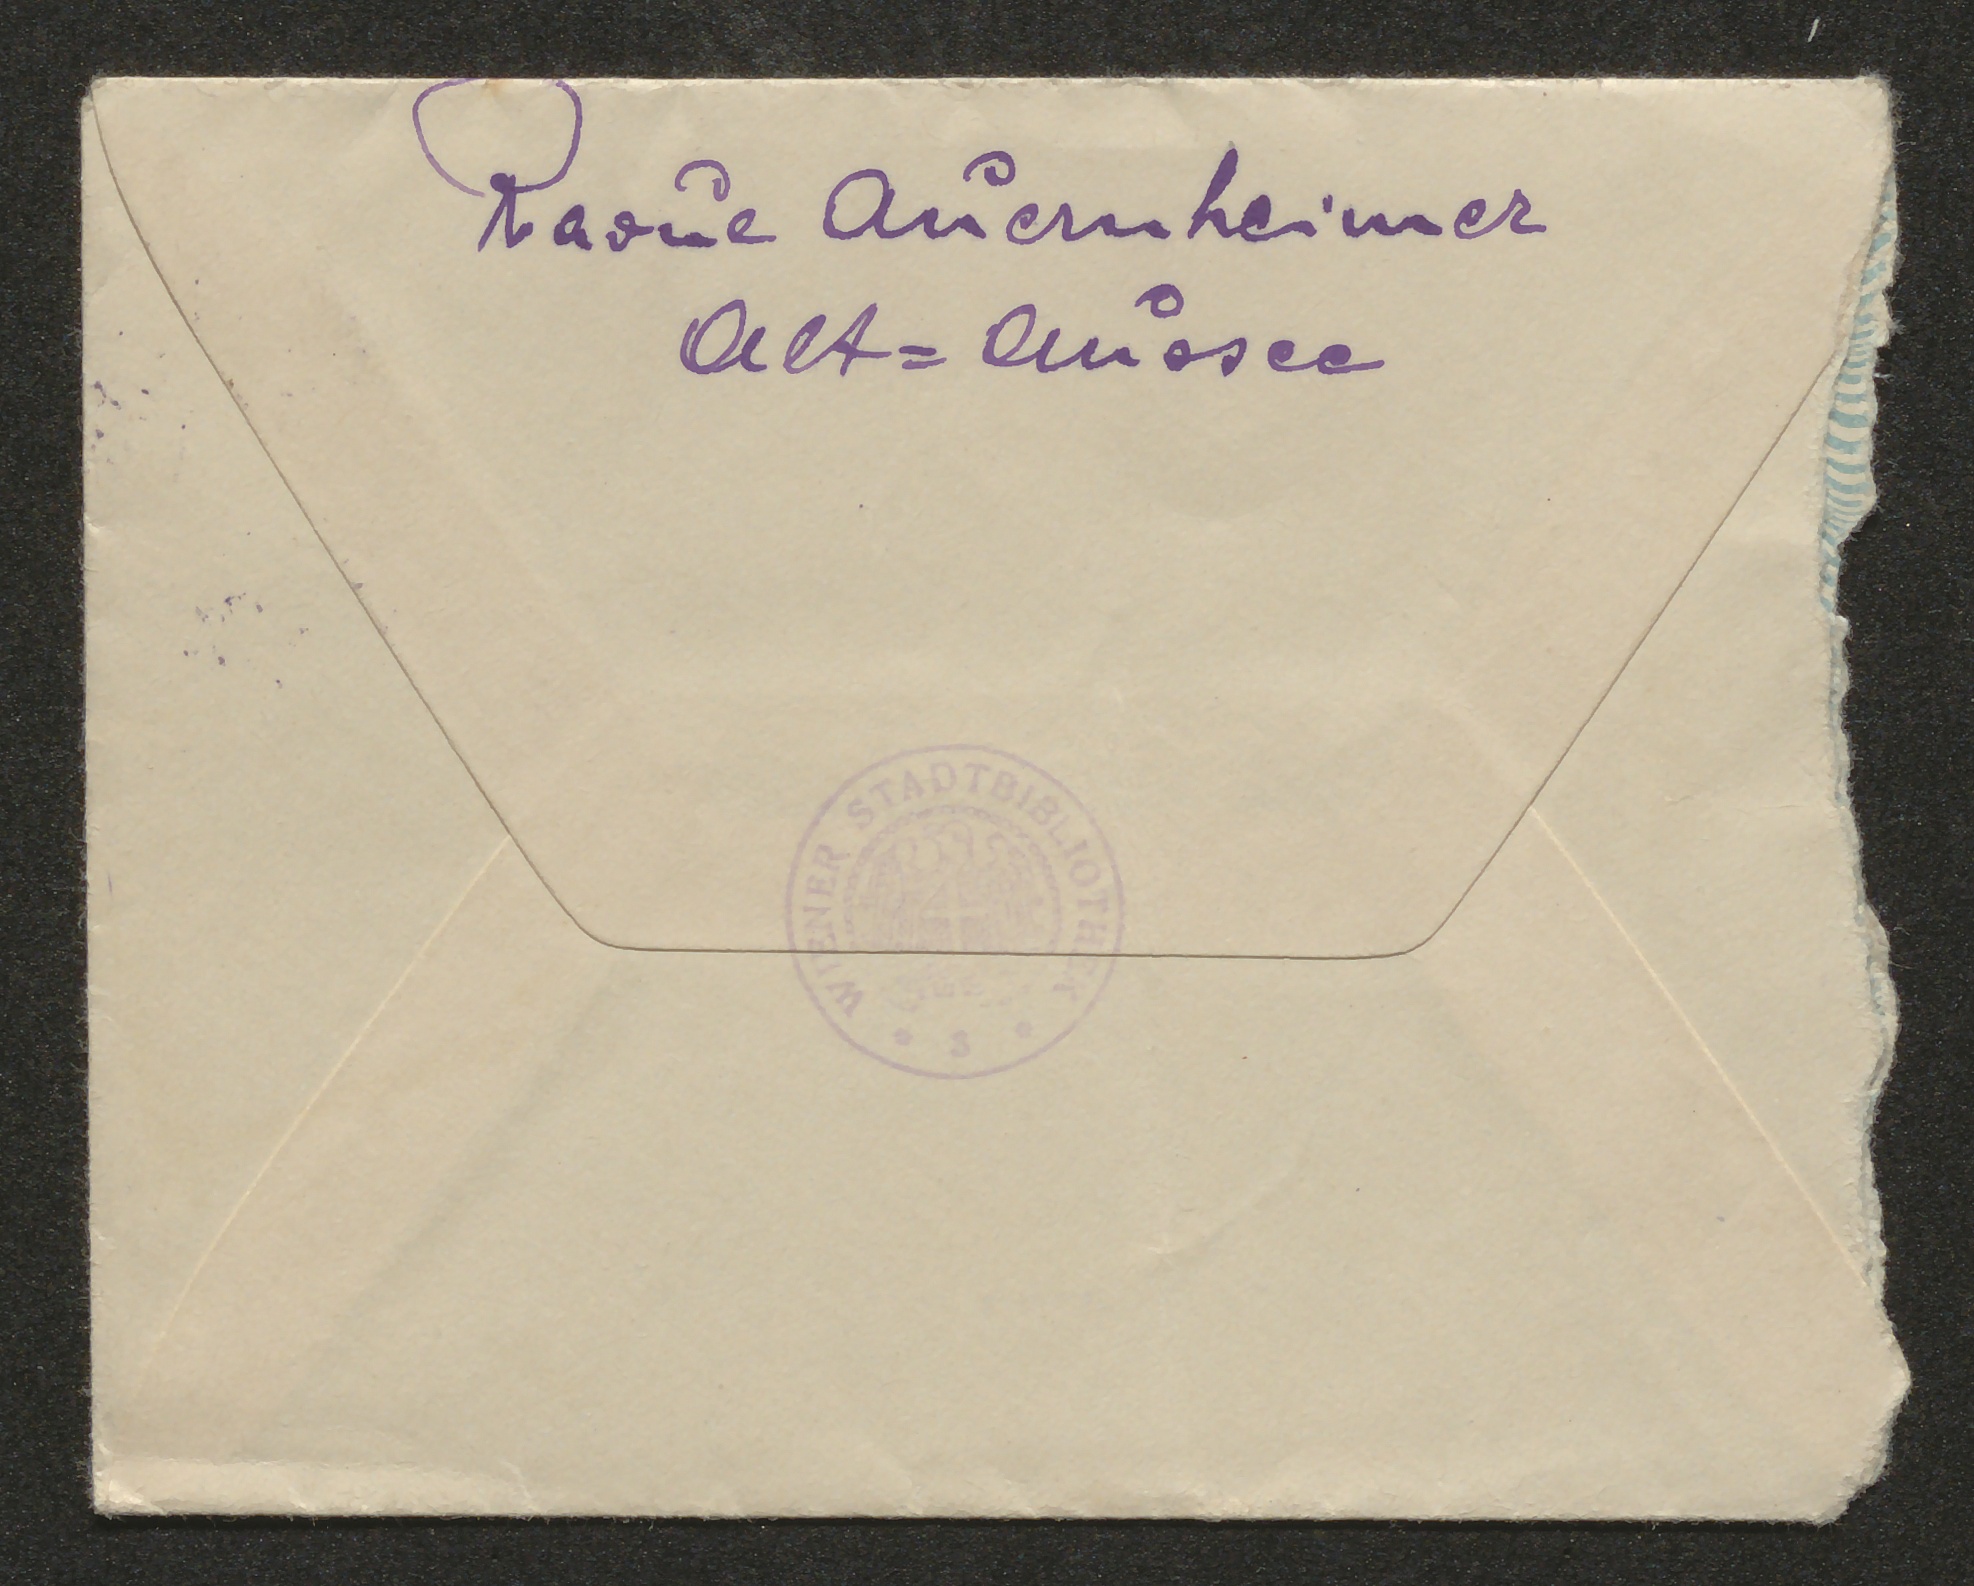 Raoul Auernheimer
Alt=Aussee
WIENER STADTBIBLIOTHEK
S